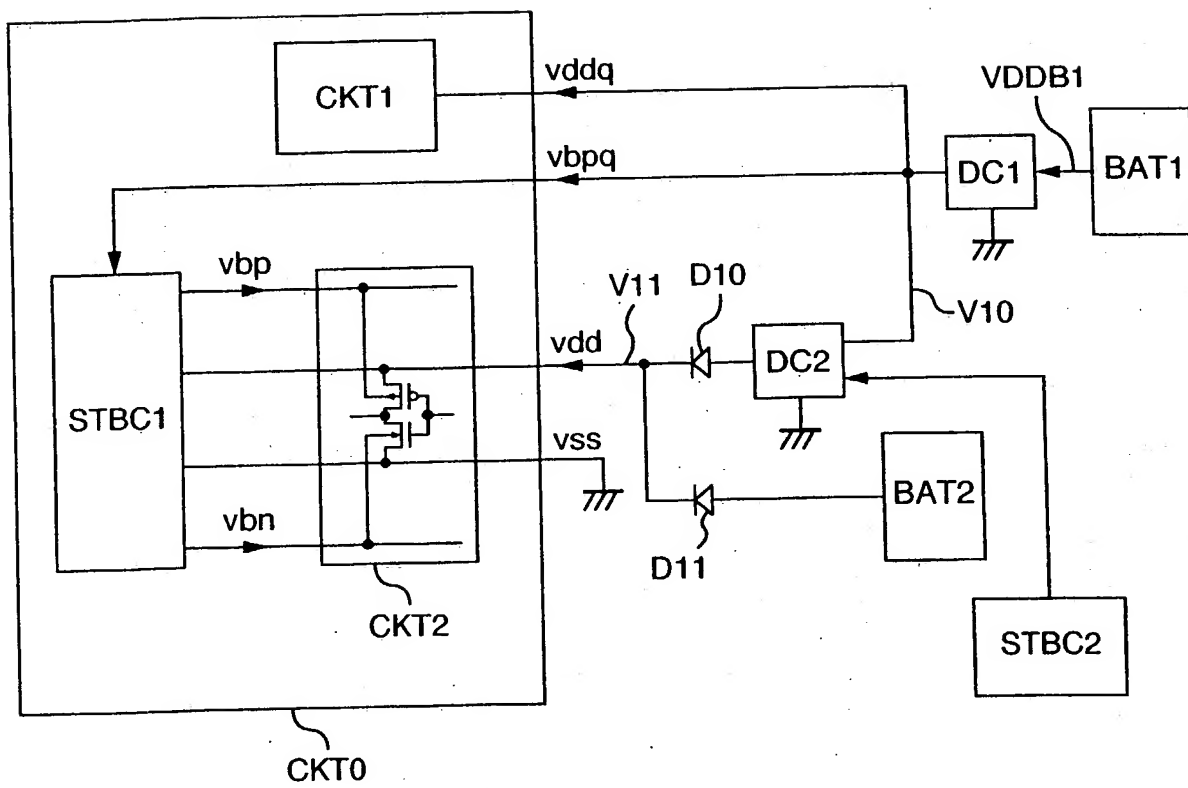 CKT1
vddq
VDDB1
BAT1
DC1
vbpq
vbp
V11
D10
V10
vdd
DC2
STBC1
vss
BAT2
vbn
D11
CKT2
STBC2
CKT0